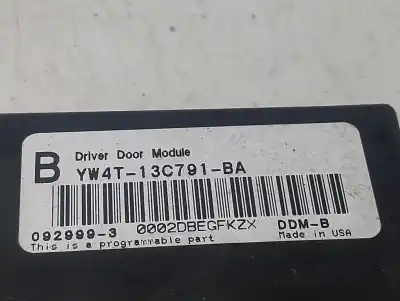 B Driver Door Module
YW4T-13C791-BA
092999-3 0002DBEGFKZX DDM-B
This is a programmable part Made in USA